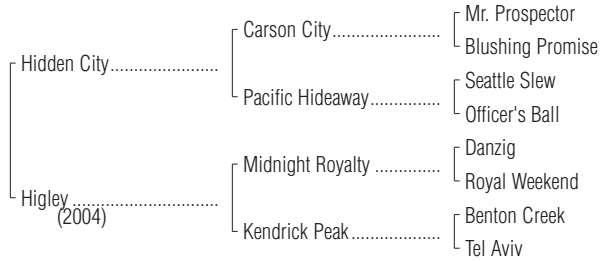 Mr. Prospector
Carson City
Blushing Promise
Hidden City
Seattle Slew
Pacific Hideaway
Officer's Ball
Danzig
Midnight Royalty
Royal Weekend
Higley
(2004)
Benton Creek
Kendrick Peak
Tel Aviv